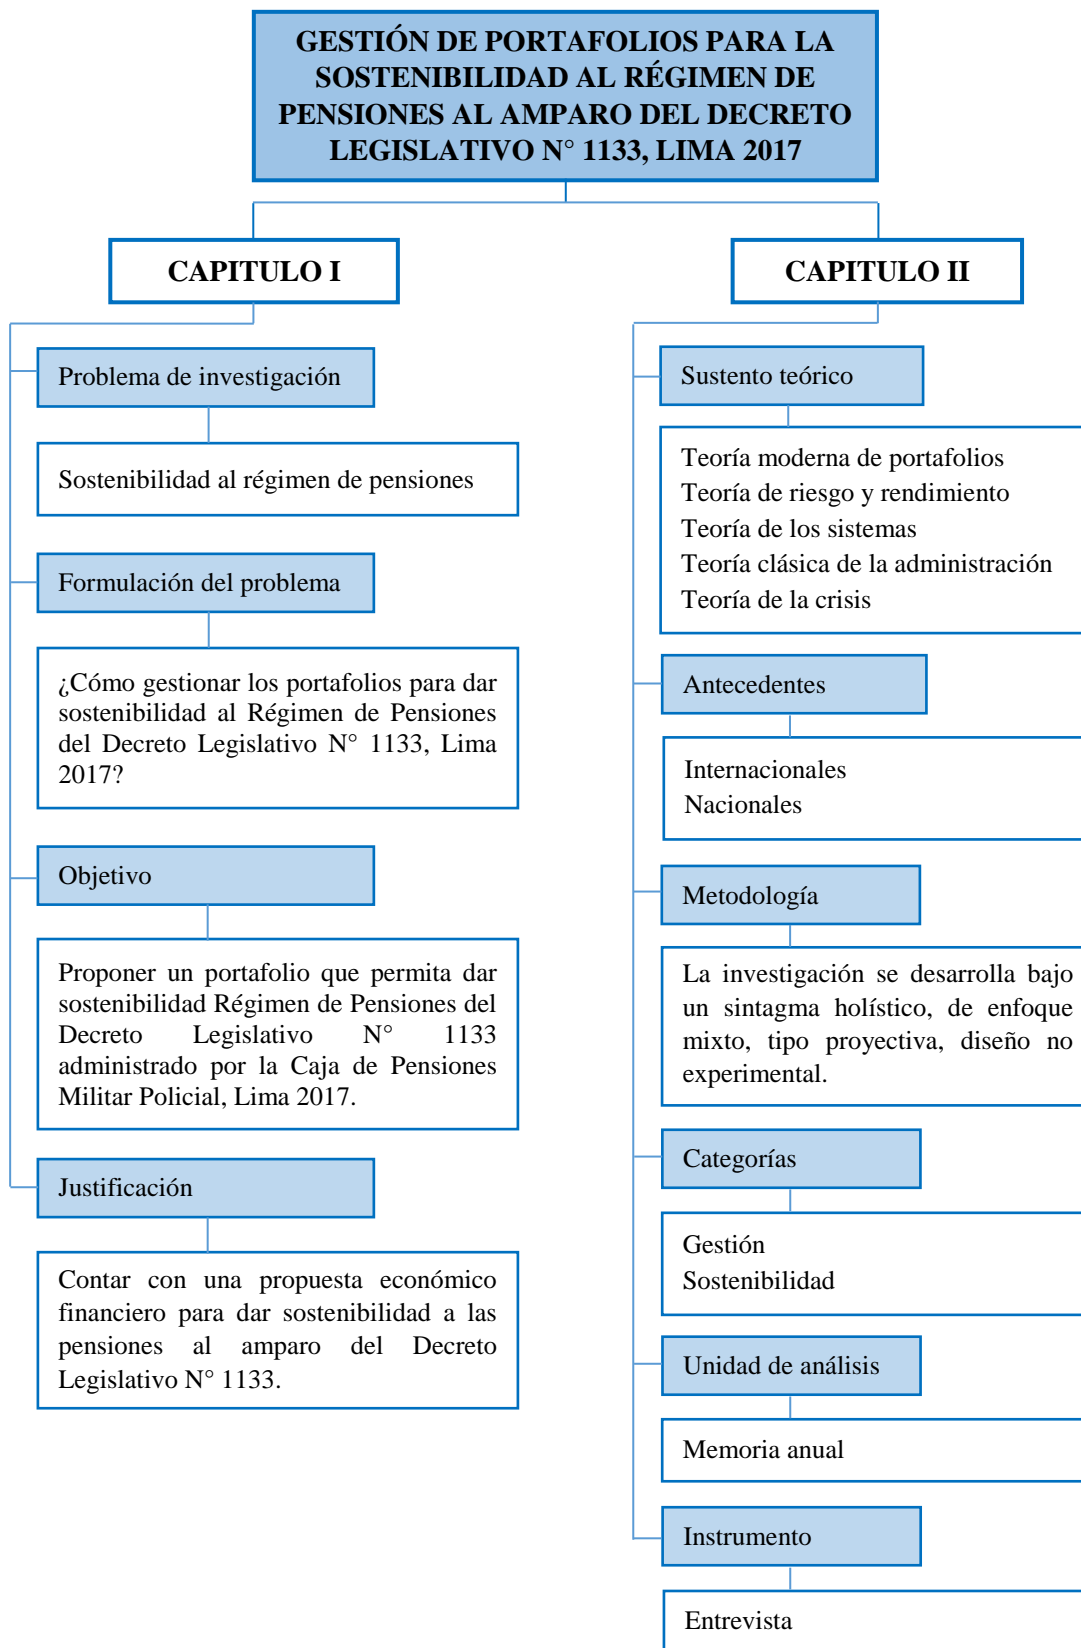 GESTIÓN DE PORTAFOLIOS PARA LA
SOSTENIBILIDAD AL RÉGIMEN DE
PENSIONES AL AMPARO DEL DECRETO
LEGISLATIVO N° 1133, LIMA 2017
CAPITULO I
Problema de investigación
Sostenibilidad al régimen de pensiones
Formulación del problema
¿Cómo gestionar los portafolios para dar
sostenibilidad al Régimen de Pensiones
del Decreto Legislativo N° 1133, Lima
2017?
Objetivo
Proponer un portafolio que permita dar
sostenibilidad Régimen de Pensiones del
Decreto Legislativo N° 1133
administrado por la Caja de Pensiones
Militar Policial, Lima 2017.
Justificación
Contar con una propuesta económico
financiero para dar sostenibilidad a las
pensiones al amparo del Decreto
Legislativo N° 1133.
CAPITULO II
Sustento teórico
Teoría moderna de portafolios
Teoría de riesgo y rendimiento
Teoría de los sistemas
Teoría clásica de la administración
Teoría de la crisis
Antecedentes
Internacionales
Nacionales
Metodología
La investigación se desarrolla bajo
un sintagma holístico, de enfoque
mixto, tipo proyectiva, diseño no
experimental.
Categorías
Gestión
Sostenibilidad
Unidad de análisis
Memoria anual
Instrumento
Entrevista